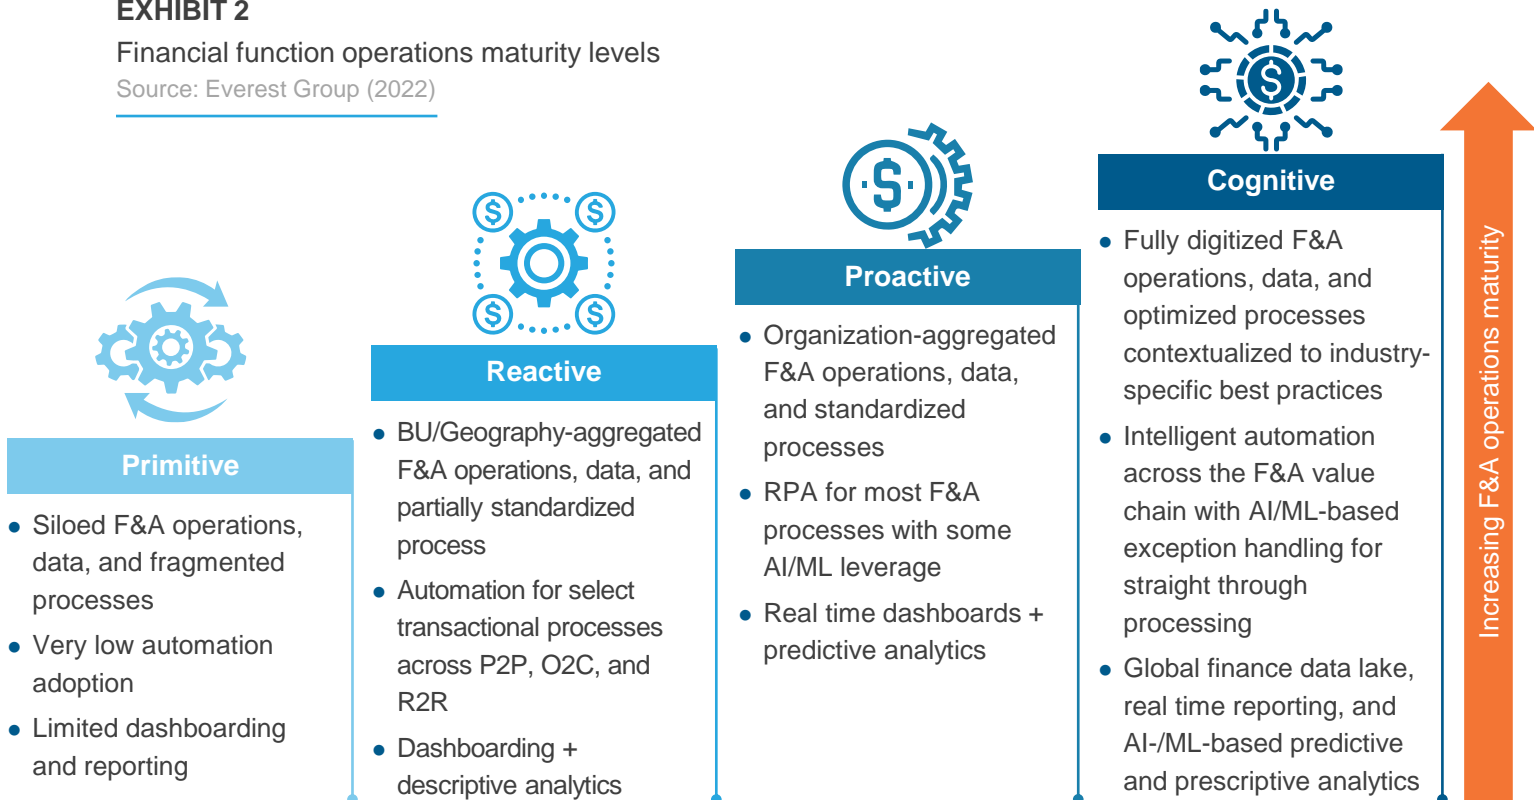 EXHIBIT 2
Financial function operations maturity levels
Source: Everest Group (2022)
Primitive
● Siloed F&A operations,
data, and fragmented
processes
● Very low automation
adoption
● Limited dashboarding
and reporting
Reactive
● BU/Geography-aggregated
F&A operations, data, and
partially standardized
process
● Automation for select
transactional processes
across P2P, O2C, and
R2R
● Dashboarding +
descriptive analytics
Proactive
● Organization-aggregated
F&A operations, data,
and standardized
processes
● RPA for most F&A
processes with some
AI/ML leverage
● Real time dashboards +
predictive analytics
Cognitive
● Fully digitized F&A
operations, data, and
optimized processes
contextualized to industry-
specific best practices
● Intelligent automation
across the F&A value
chain with AI/ML-based
exception handling for
straight through
processing
● Global finance data lake,
real time reporting, and
AI-/ML-based predictive
and prescriptive analytics
Increasing F&A operations maturity
$
$
$
$
$
$